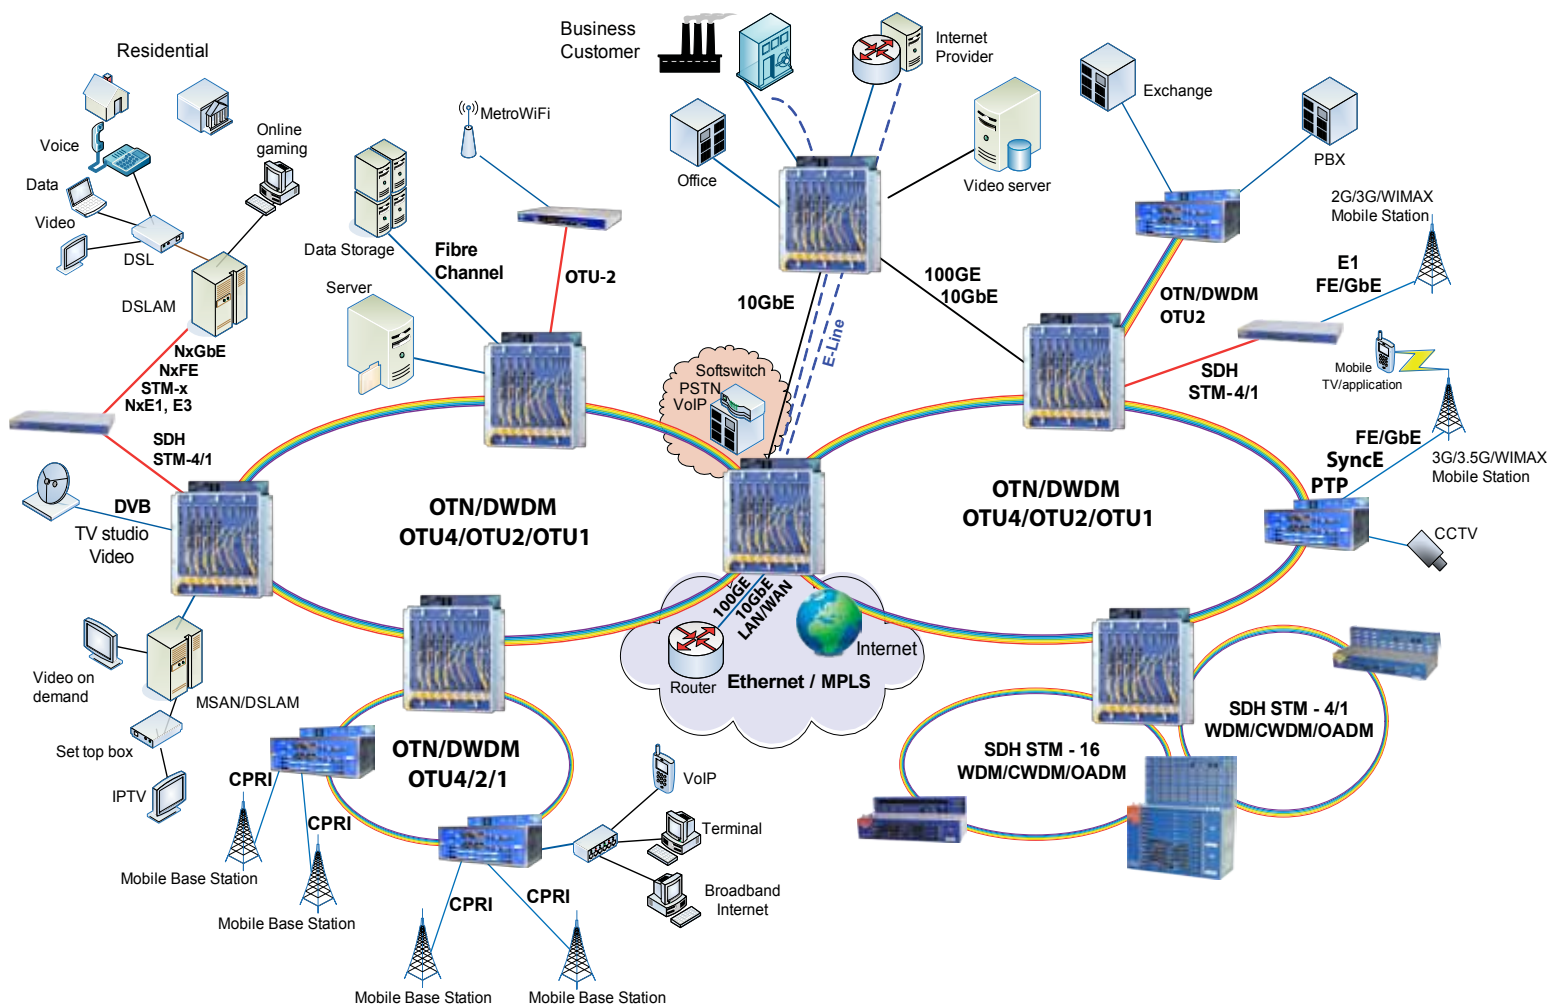 Residential
Voice
Data
Video
DSL
Online
gaming
DSLAM
NxGbE
NxFE
STM-x
NxE1, E3
SDH
STM-4/1
DVB
TV studio
Video
Video on
demand
MSAN/DSLAM
Set top box
IPTV
MetroWiFi
Data Storage
Fibre
Channel
OTU-2
Server
Business
Customer
Internet
Provider
Office
Video server
10GbE
E-Line
100GE
10GbE
Softswitch
PSTN
VoIP
Exchange
PBX
OTN/DWDM
OTU2
2G/3G/WIMAX
Mobile Station
E1
FE/GbE
SDH
STM-4/1
Mobile
TV/application
FE/GbE
SyncE
PTP
3G/3.5G/WIMAX
Mobile Station
CCTV
OTN/DWDM
OTU4/OTU2/OTU1
OTN/DWDM
OTU4/OTU2/OTU1
100GE
10GbE
LAN/WAN
Router
Internet
Ethernet / MPLS
OTN/DWDM
OTU4/2/1
CPRI
CPRI
Mobile Base Station
Mobile Base Station
CPRI
CPRI
Mobile Base Station
Mobile Base Station
VoIP
Terminal
Broadband
Internet
SDH STM - 16
WDM/CWDM/OADM
SDH STM - 4/1
WDM/CWDM/OADM